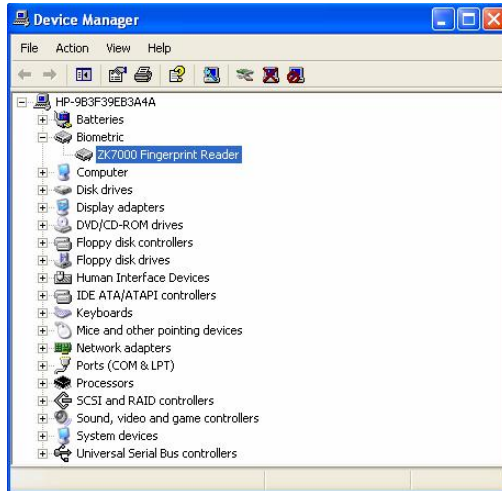 Device Manager
File Action View Help
HP-9B3F39EB3A4A
Batteries
Biometric
ZK7000 Fingerprint Reader
Computer
Disk drives
Display adapters
DVD/CD-ROM drives
Floppy disk controllers
Floppy disk drives
Human Interface Devices
IDE ATA/ATAPI controllers
Keyboards
Mice and other pointing devices
Network adapters
Ports (COM & LPT)
Processors
SCSI and RAID controllers
Sound, video and game controllers
System devices
Universal Serial Bus controllers